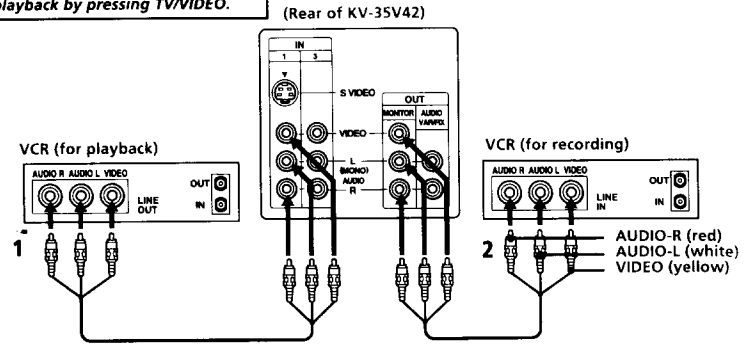 playback by pressing TV/VIDEO.
(Rear of KV-35V42)
IN
1 3
S VIDEO
OUT
MONITOR AUDIO VAR/FIX
VIDEO
L
(MONO)
AUDIO
R
VCR (for playback)
AUDIO R AUDIO L VIDEO
LINE OUT
OUT
IN
1
VCR (for recording)
AUDIO R AUDIO L VIDEO
LINE IN
OUT
IN
2
AUDIO-R (red)
AUDIO-L (white)
VIDEO (yellow)